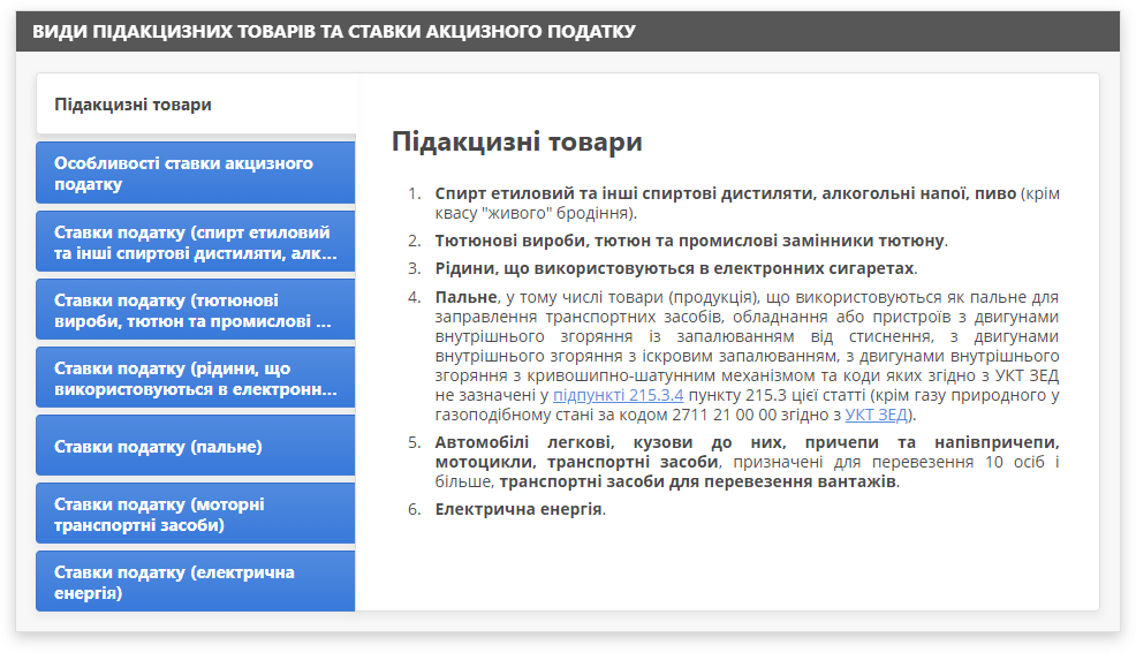 ВИДИ ПІДАКЦИЗНИХ ТОВАРІВ ТА СТАВКИ АКЦИЗНОГО ПОДАТКУ
Підакцизні товари
Особливості ставки акцизного
податку
Ставки податку (спирт етиловий
та інші спиртові дистиляти, алк...
Ставки податку (тютюнові
вироби, тютюн та промислові ...
Ставки податку (рідини, що
використовуються в електронн...
Ставки податку (пальне)
Ставки податку (моторні
транспортні засоби)
Ставки податку (електрична
енергія)
Підакцизні товари
1. Спирт етиловий та інші спиртові дистиляти, алкогольні напої, пиво (крім
квасу "живого" бродіння).
2. Тютюнові вироби, тютюн та промислові замінники тютюну.
3. Рідини, що використовуються в електронних сигаретах.
4. Пальне, у тому числі товари (продукція), що використовуються як пальне для
заправлення транспортних засобів, обладнання або пристроїв з двигунами
внутрішнього згоряння із запалюванням від стиснення, з двигунами
внутрішнього згоряння з іскровим запалюванням, з двигунами внутрішнього
згоряння з кривошипно-шатунним механізмом та коди яких згідно з УКТ ЗЕД
не зазначені у підпункті 215.3.4 пункту 215.3 цієї статті (крім газу природного у
газоподібному стані за кодом 2711 21 00 00 згідно з УКТ ЗЕД).
5. Автомобілі легкові, кузови до них, причепи та напівпричепи,
мотоцикли, транспортні засоби, призначені для перевезення 10 осіб і
більше, транспортні засоби для перевезення вантажів.
6. Електрична енергія.